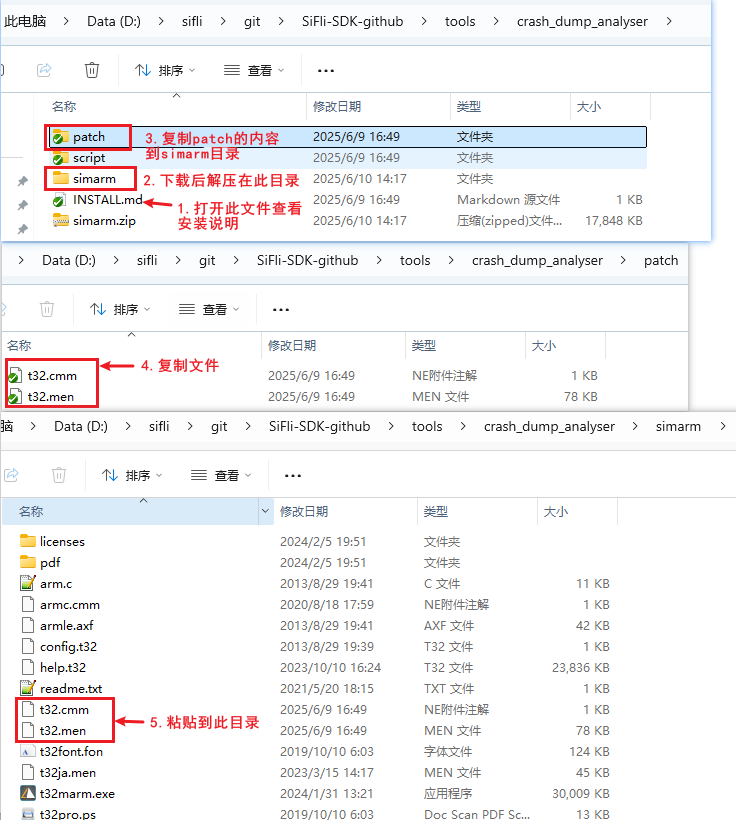 此电脑 > Data (D:) > sifli > git > SiFli-SDK-github > tools > crash_dump_analyser >
排序 查看 ...
名称 修改日期 类型 大小
patch 2025/6/9 16:49 文件夹
script 2025/6/9 16:49 文件夹
simarm 2025/6/10 14:17 文件夹
INSTALL.md 2025/6/9 16:49 Markdown 源文件 1 KB
simarm.zip 2025/6/10 14:17 压缩(zipped)文件... 17,848 KB
3.复制patch的内容
到simarm目录
2.下载后解压在此目录
1.打开此文件查看
安装说明
> Data (D:) > sifli > git > SiFli-SDK-github > tools > crash_dump_analyser > patch
排序 查看 ...
名称 修改日期 类型 大小
t32.cmm 2025/6/9 16:49 NE附件注解 1 KB
t32.men 2025/6/9 16:49 MEN 文件 78 KB
4.复制文件
脑 > Data (D:) > sifli > git > SiFli-SDK-github > tools > crash_dump_analyser > simarm >
排序 查看 ...
名称 修改日期 类型 大小
licenses 2024/2/5 19:51 文件夹
pdf 2024/2/5 19:51 文件夹
arm.c 2013/8/29 19:41 C 文件 11 KB
armc.cmm 2020/8/18 17:59 NE附件注解 1 KB
armle.axf 2013/8/29 19:41 AXF 文件 42 KB
config.t32 2013/8/29 19:39 T32 文件 1 KB
help.t32 2023/10/10 16:24 T32 文件 23,836 KB
readme.txt 2021/5/20 18:15 TXT 文件 1 KB
t32.cmm 2025/6/9 16:49 NE附件注解 1 KB
t32.men 2025/6/9 16:49 MEN 文件 78 KB
5.粘贴到此目录
t32font.fon 2019/10/10 6:03 字体文件 124 KB
t32ja.men 2023/3/15 14:17 MEN 文件 45 KB
t32marm.exe 2024/1/31 13:21 应用程序 30,009 KB
t32pro.ps 2019/10/10 6:03 Doc Scan PDF Sc... 13 KB